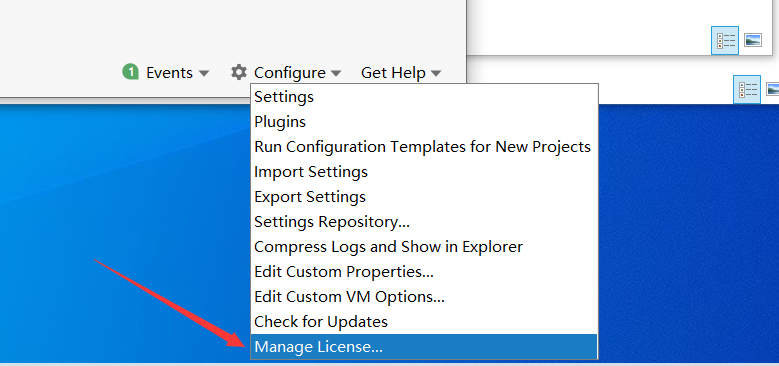 1 Events Configure Get Help
Settings
Plugins
Run Configuration Templates for New Projects
Import Settings
Export Settings
Settings Repository...
Compress Logs and Show in Explorer
Edit Custom Properties...
Edit Custom VM Options...
Check for Updates
Manage License...